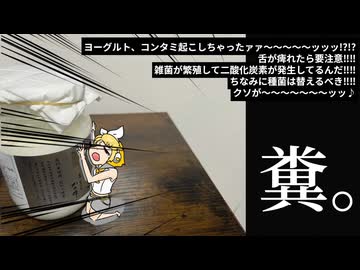 ヨーグルト、コンタミ起こしちゃったァァ～～～～～ッッッ!?!?
舌が痺れたら要注意!!!!
雑菌が繁殖して二酸化炭素が発生してるんだ!!!!
ちなみに種菌は替えるべき!!!!
クソが～～～～～～～ッッ♪
糞。